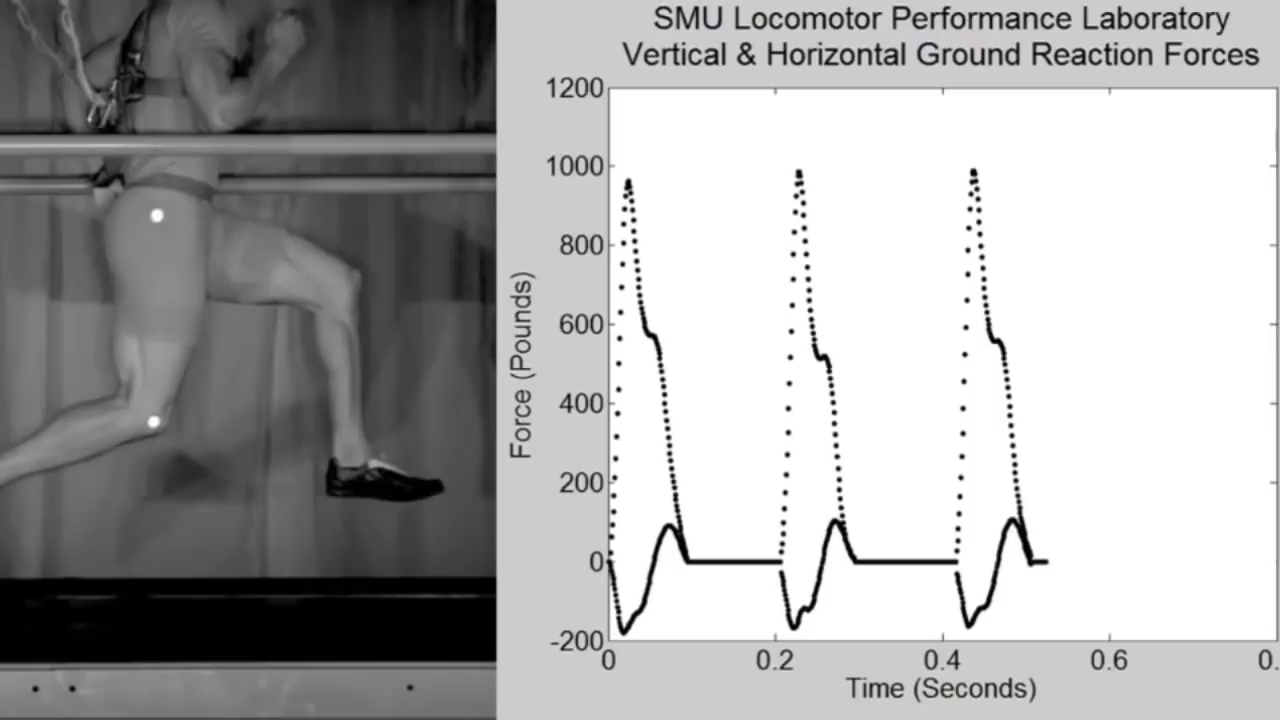 SMU Locomotor Performance Laboratory
Vertical & Horizontal Ground Reaction Forces
1200
1000
800
600
400
200
0
-200
Force (Pounds)
0 0.2 0.4 0.6 0.
Time (Seconds)